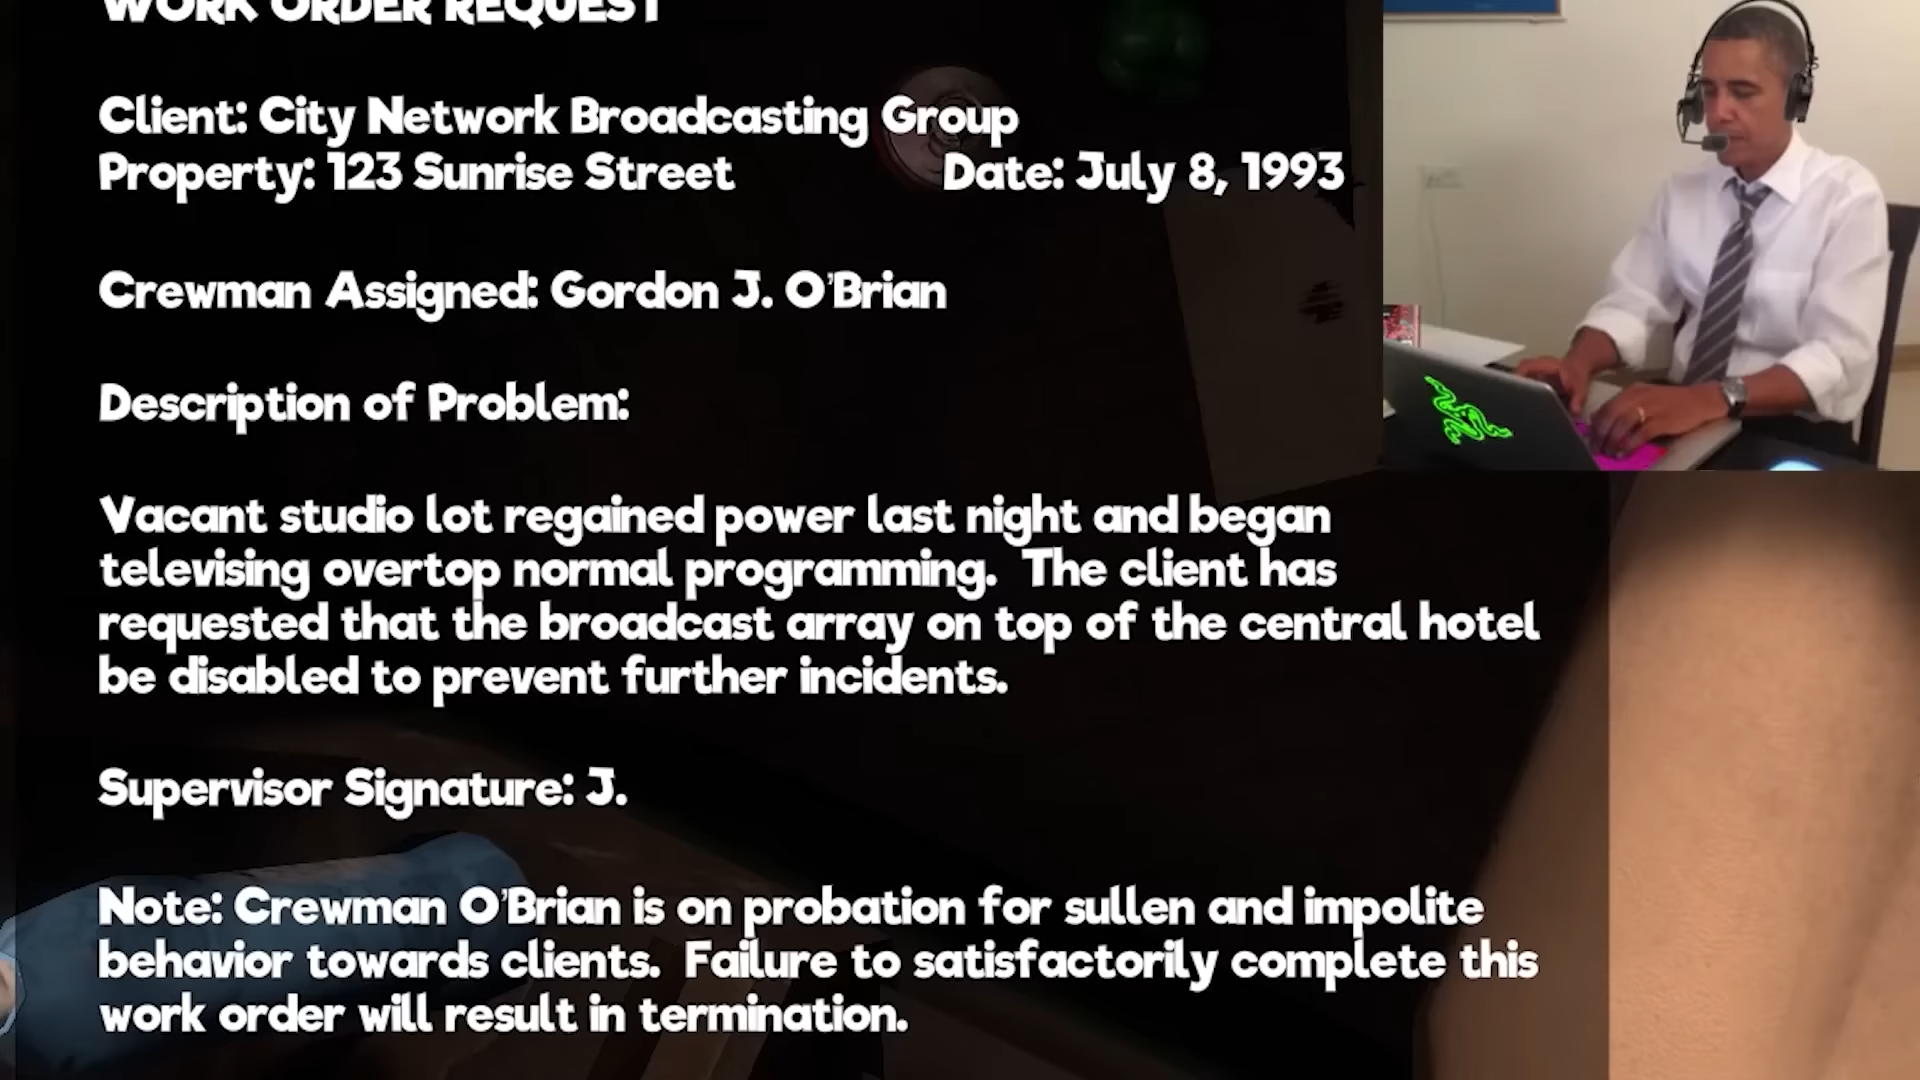 WORK ORDER REQUEST
Client: City Network Broadcasting Group
Property: 123 Sunrise Street Date: July 8, 1993
Crewman Assigned: Gordon J. O'Brian
Description of Problem:
Vacant studio lot regained power last night and began
televising overtop normal programming. The client has
requested that the broadcast array on top of the central hotel
be disabled to prevent further incidents.
Supervisor Signature: J.
Note: Crewman O'Brian is on probation for sullen and impolite
behavior towards clients. Failure to satisfactorily complete this
work order will result in termination.